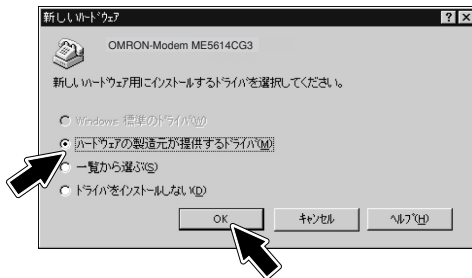 新しいハードウェア
OMRON-Modem ME5614CG3
新しいハードウェア用にインストールするドライバを選択してください。
Windows 標準のドライバ(W)
ハードウェアの製造元が提供するドライバ(M)
一覧から選ぶ(S)
ドライバをインストールしない(D)
OK
キャンセル
ヘルプ(H)